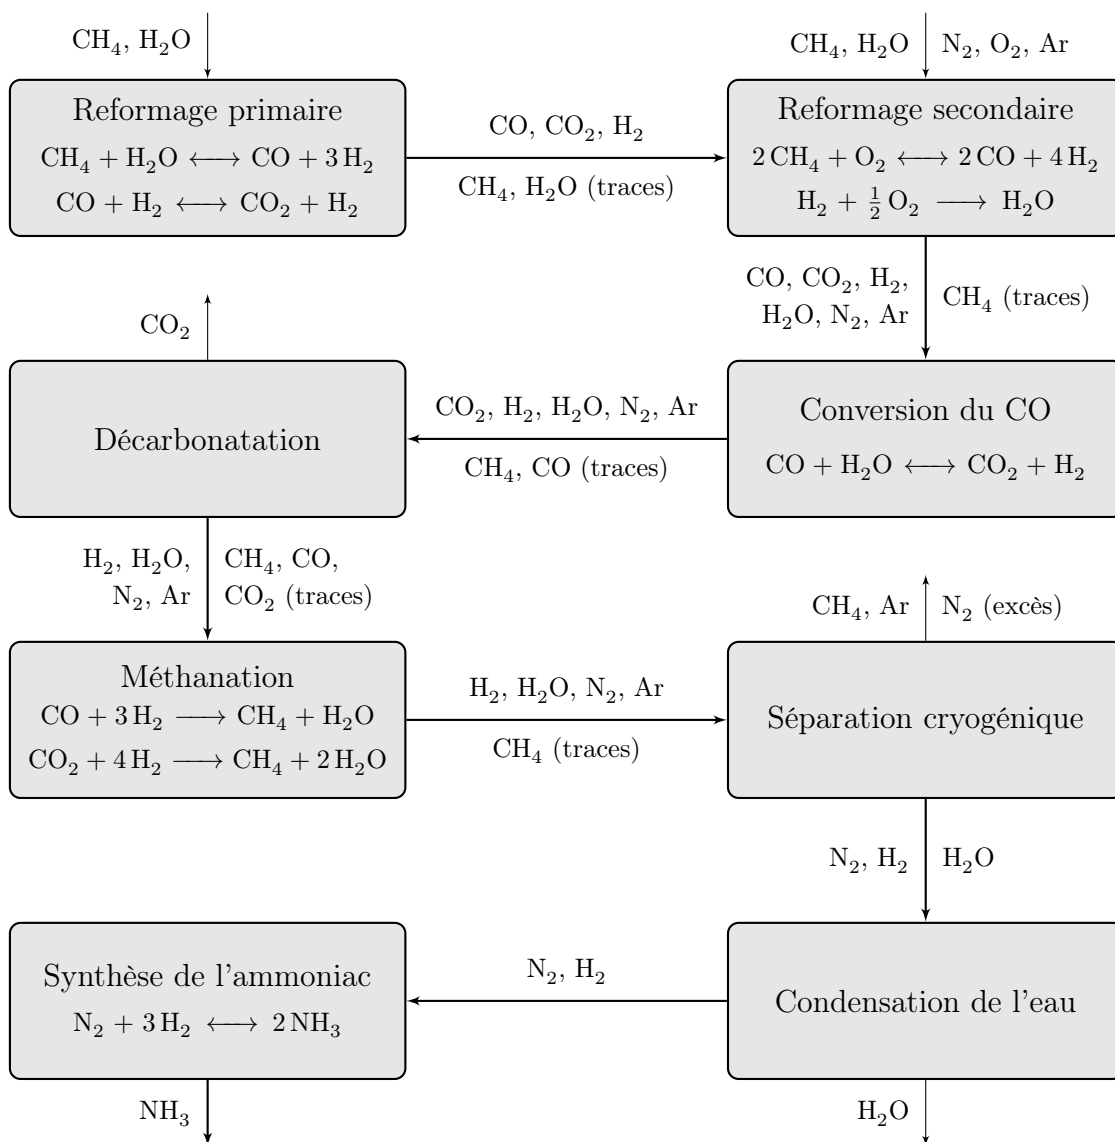 CH₄, H₂O
CH₄, H₂O
N₂, O₂, Ar
Reformage primaire
CH₄ + H₂O ⟷ CO + 3 H₂
CO + H₂ ⟷ CO₂ + H₂
CO, CO₂, H₂
CH₄, H₂O (traces)
Reformage secondaire
2 CH₄ + O₂ ⟷ 2 CO + 4 H₂
H₂ + ½ O₂ ⟶ H₂O
CO, CO₂, H₂,
H₂O, N₂, Ar
CH₄ (traces)
CO₂
Décarbonatation
CO₂, H₂, H₂O, N₂, Ar
CH₄, CO (traces)
Conversion du CO
CO + H₂O ⟷ CO₂ + H₂
H₂, H₂O,
N₂, Ar
CH₄, CO,
CO₂ (traces)
CH₄, Ar
N₂ (excès)
Méthanation
CO + 3 H₂ ⟶ CH₄ + H₂O
CO₂ + 4 H₂ ⟶ CH₄ + 2 H₂O
H₂, H₂O, N₂, Ar
CH₄ (traces)
Séparation cryogénique
N₂, H₂
H₂O
Synthèse de l'ammoniac
N₂ + 3 H₂ ⟷ 2 NH₃
N₂, H₂
Condensation de l'eau
NH₃
H₂O